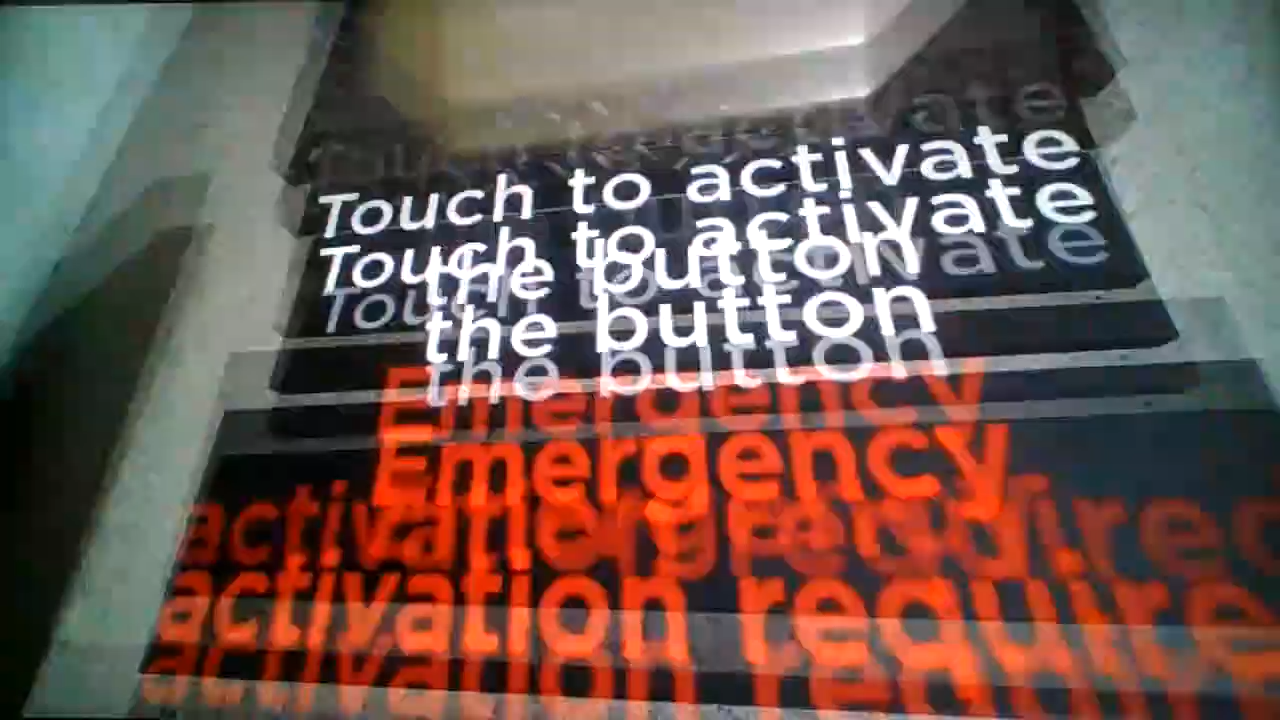 Touch to activate
the button
Emergency
activation required